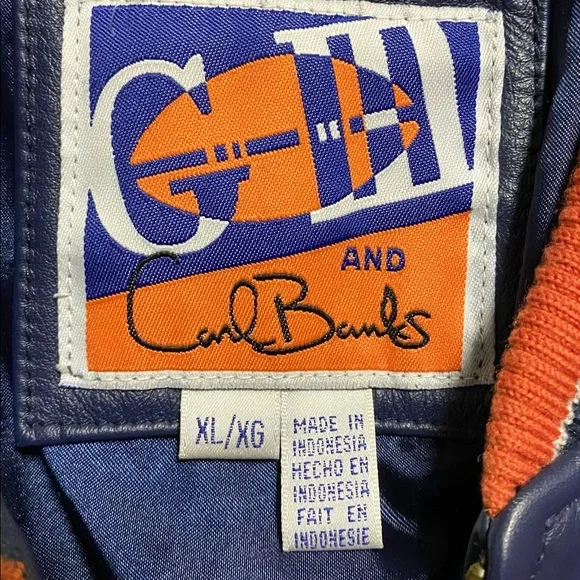 G III
AND
Carl Banks
XL/XG
MADE IN
INDONESIA
HECHO EN
INDONESIA
FAIT EN
INDONESIE